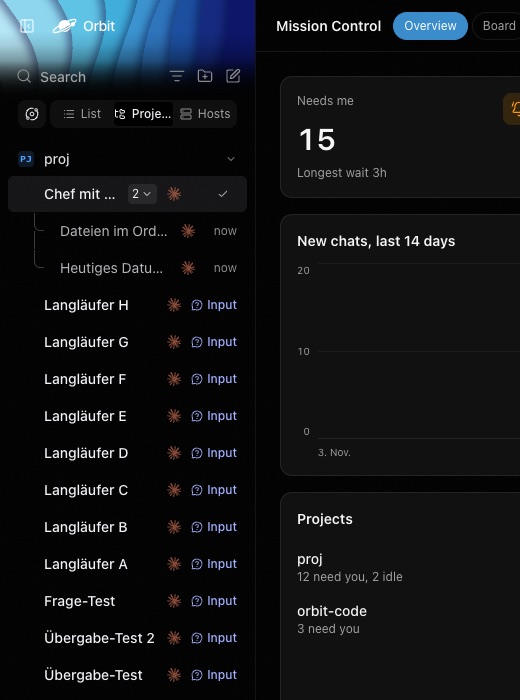 Orbit
Search
List
Proje...
Hosts
PJ proj
Chef mit ... 2
Dateien im Ord... now
Heutiges Datu... now
Langläufer H Input
Langläufer G Input
Langläufer F Input
Langläufer E Input
Langläufer D Input
Langläufer C Input
Langläufer B Input
Langläufer A Input
Frage-Test Input
Übergabe-Test 2 Input
Übergabe-Test Input
Mission Control
Overview
Board
Needs me
15
Longest wait 3h
New chats, last 14 days
20
10
0
3. Nov.
Projects
proj
12 need you, 2 idle
orbit-code
3 need you